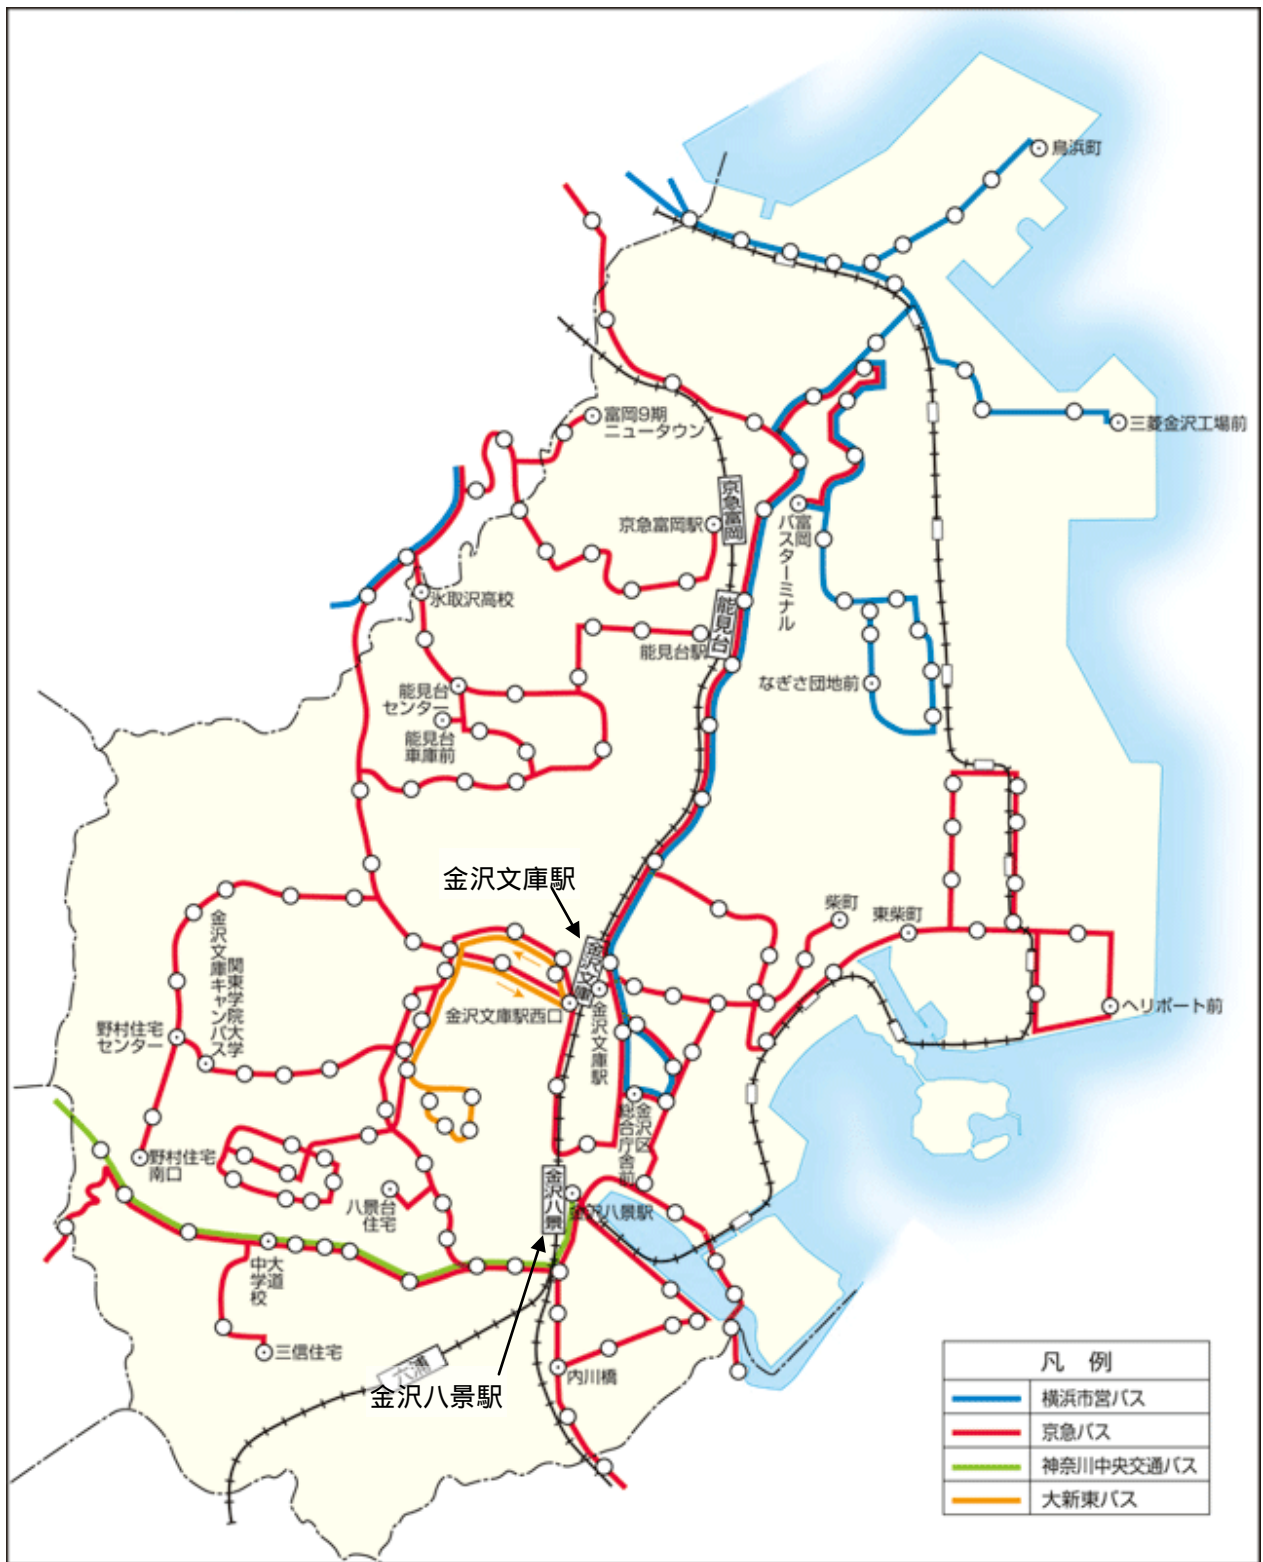 鳥浜町
三菱金沢工場前
富岡9期
ニュータウン
京急富岡
京急富岡駅
富岡
バスターミナル
氷取沢高校
能見台
能見台駅
なぎさ団地前
能見台
センター
能見台
車庫前
金沢文庫駅
柴町
東柴町
関東学院大学
金沢文庫キャンパス
金沢文庫
金沢文庫駅西口
金沢文庫駅
ヘリポート前
野村住宅
センター
金沢区
総合庁舎前
野村住宅
南口
金沢八景
八景台
住宅
金沢八景駅
大道
中学校
三信住宅
六浦
内川橋
金沢八景駅
凡 例
横浜市営バス
京急バス
神奈川中央交通バス
大新東バス